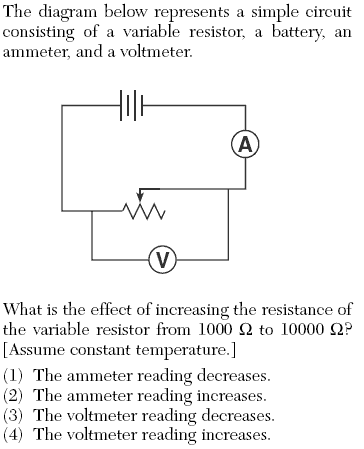 The diagram below represents a simple circuit
consisting of a variable resistor, a battery, an
ammeter, and a voltmeter.
A
V
What is the effect of increasing the resistance of
the variable resistor from 1000 Ω to 10000 Ω?
[Assume constant temperature.]
(1) The ammeter reading decreases.
(2) The ammeter reading increases.
(3) The voltmeter reading decreases.
(4) The voltmeter reading increases.